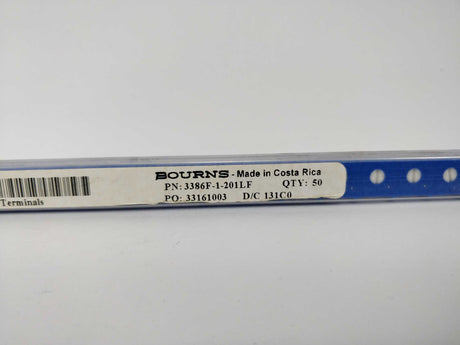 BOURNS - Made in Costa Rica
PN: 3386F-1-201LF QTY: 50
Terminals
PO: 33161003 D/C 131C0